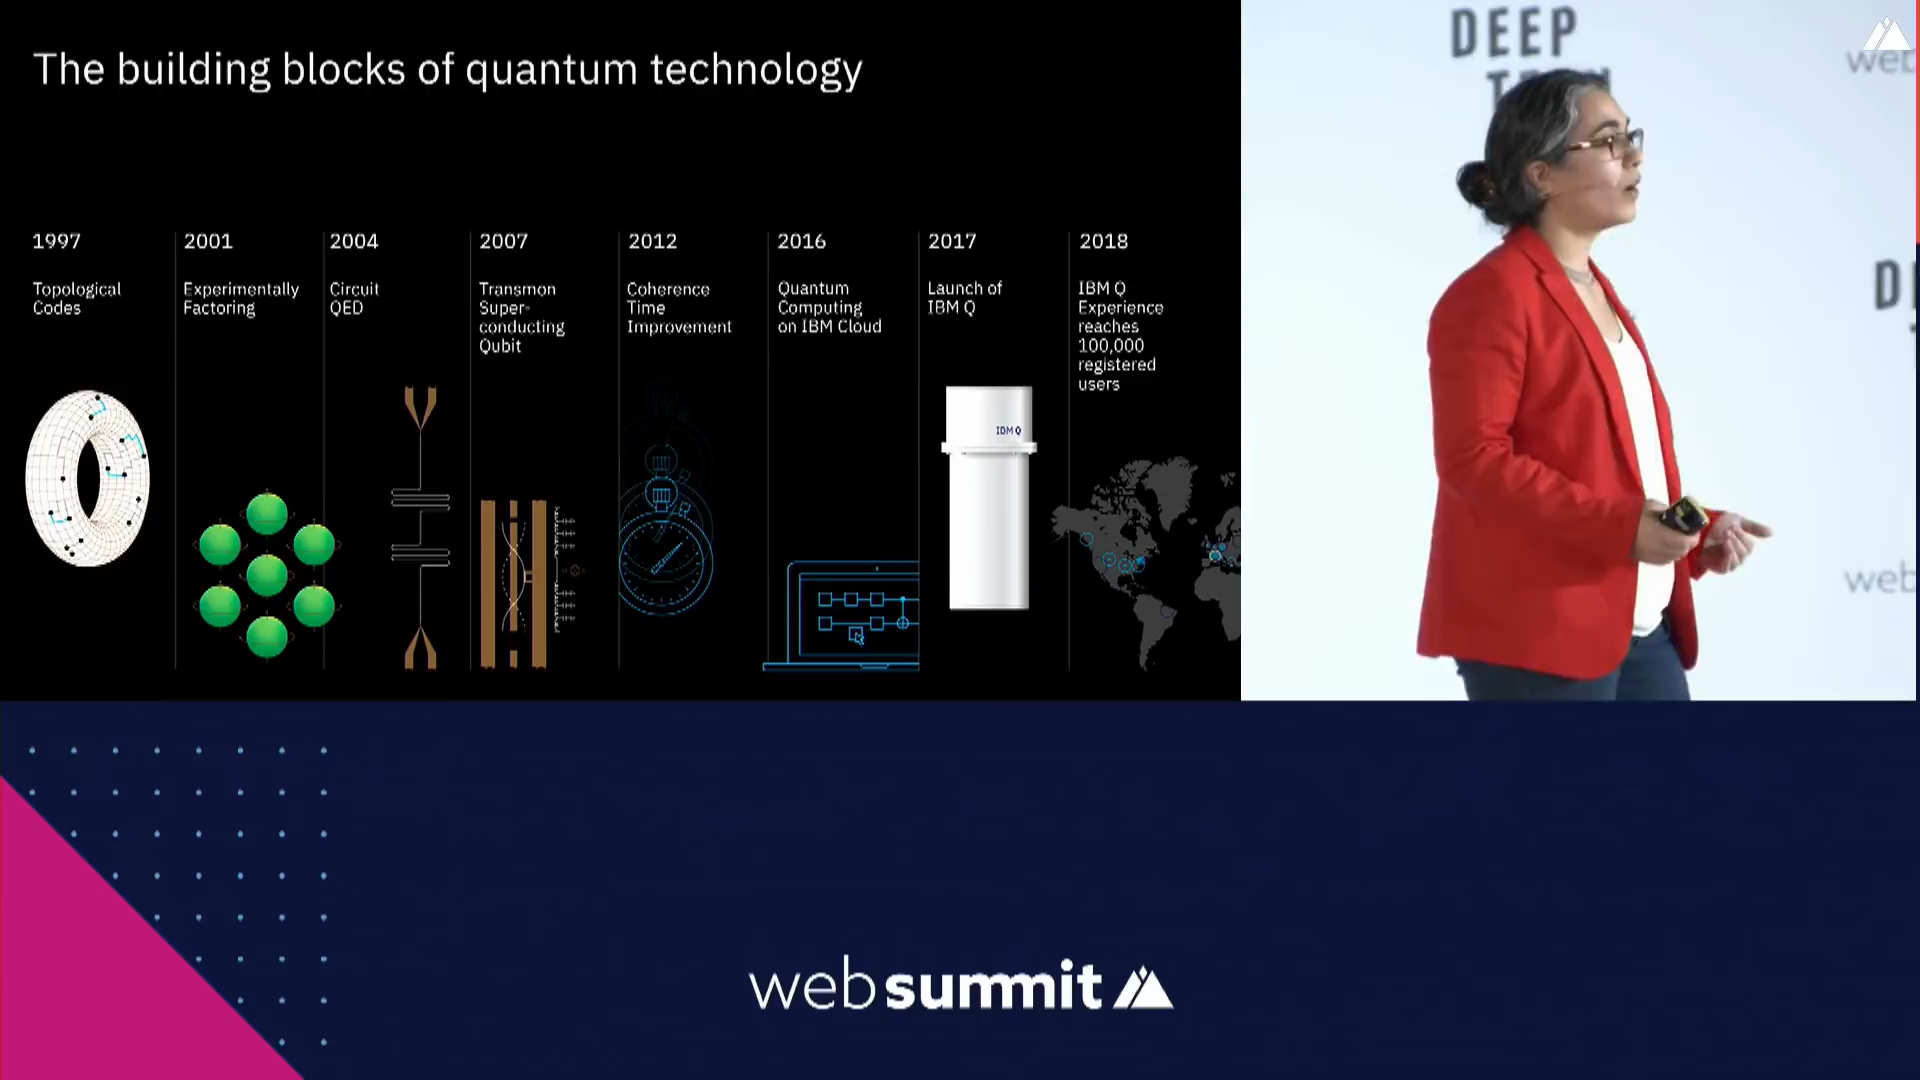 The building blocks of quantum technology
1997
Topological
Codes
2001
Experimentally
Factoring
2004
Circuit
QED
2007
Transmon
Super-
conducting
Qubit
2012
Coherence
Time
Improvement
2016
Quantum
Computing
on IBM Cloud
2017
Launch of
IBM Q
IBM Q
2018
IBM Q
Experience
reaches
100,000
registered
users
DEEP
web
web
web summit